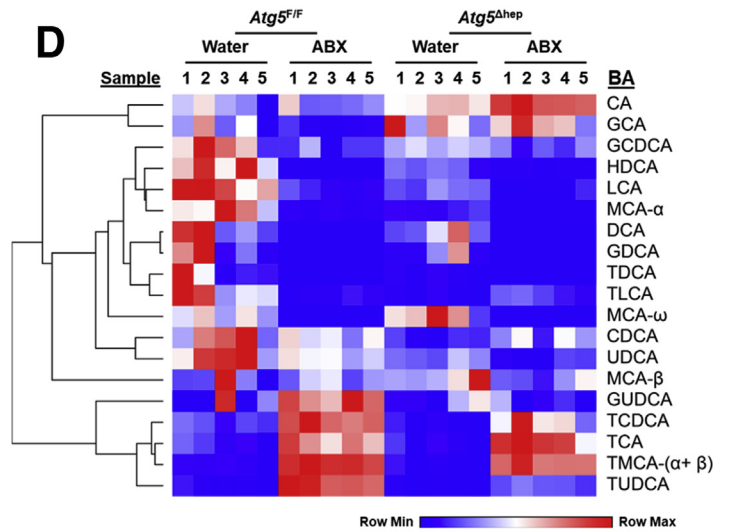 D
Atg5F/F Atg5Δhep
Water ABX Water ABX
Sample 1 2 3 4 5 1 2 3 4 5 1 2 3 4 5 1 2 3 4 5 BA
CA
GCA
GCDCA
HDCA
LCA
MCA-α
DCA
GDCA
TDCA
TLCA
MCA-ω
CDCA
UDCA
MCA-β
GUDCA
TCDCA
TCA
TMCA-(α+ β)
TUDCA
Row Min Row Max